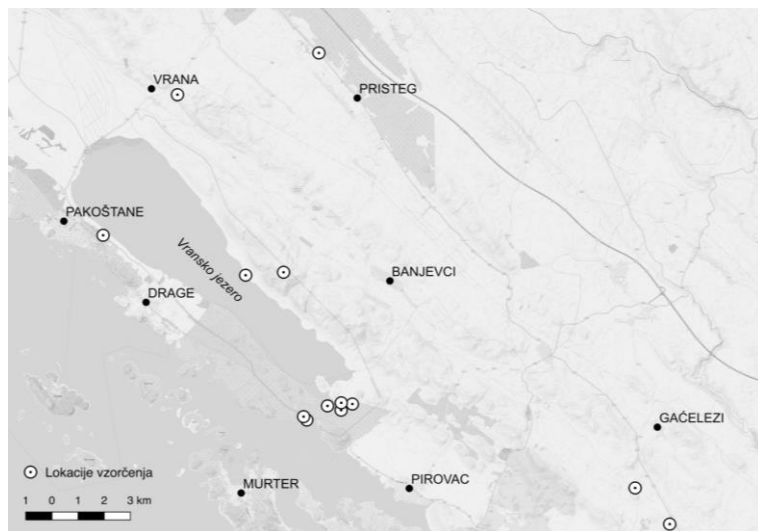 VRANA
PRISTEG
PAKOŠTANE
Vransko jezero
BANJEVCI
DRAGE
GAĆELEZI
Lokacije vzorčenja
MURTER
PIROVAC
1 0 1 2 3 km